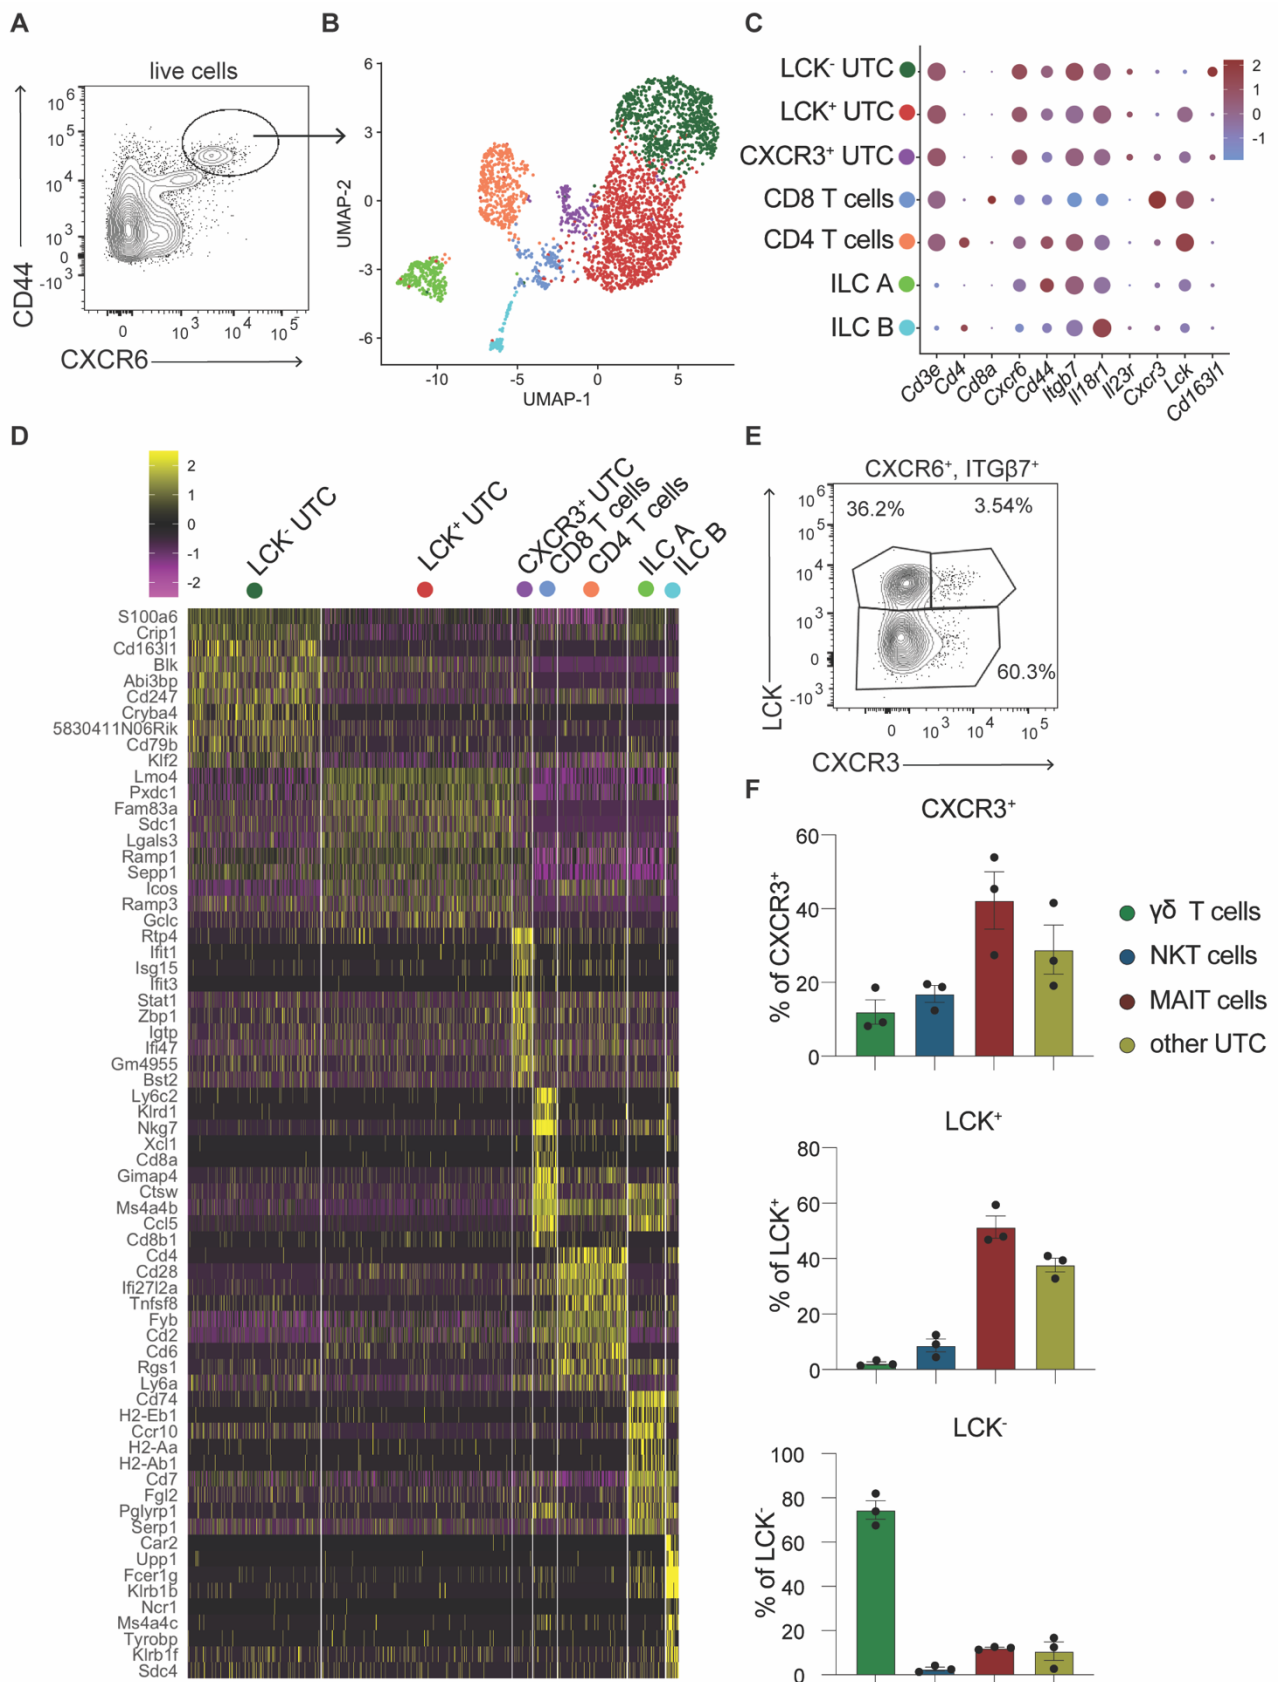 A
live cells
10^6
10^5
10^4
10^3
0
-10^3
0
10^3
10^4
10^5
CD44
CXCR6
B
6
3
0
-3
-6
UMAP-2
-10
-5
0
5
UMAP-1
C
LCK- UTC
LCK+ UTC
CXCR3+ UTC
CD8 T cells
CD4 T cells
ILC A
ILC B
Cd3e
Cd4
Cd8a
Cxcr6
Cd44
Itgb7
Il18r1
Il23r
Cxcr3
Lck
Cd163l1
2
1
0
-1
D
2
1
0
-1
-2
LCK- UTC
LCK+ UTC
CXCR3+ UTC
CD8 T cells
CD4 T cells
ILC A
ILC B
S100a6
Crip1
Cd163l1
Blk
Abi3bp
Cd247
Cryba4
5830411N06Rik
Cd79b
Klf2
Lmo4
Pxdc1
Fam83a
Sdc1
Lgals3
Ramp1
Sepp1
Icos
Ramp3
Gclc
Rtp4
Ifit1
Isg15
Ifit3
Stat1
Zbp1
Igtp
Ifi47
Gm4955
Bst2
Ly6c2
Klrd1
Nkg7
Xcl1
Cd8a
Gimap4
Ctsw
Ms4a4b
Ccl5
Cd8b1
Cd4
Cd28
Ifi27l2a
Tnfsf8
Fyb
Cd2
Cd6
Rgs1
Ly6a
Cd74
H2-Eb1
Ccr10
H2-Aa
H2-Ab1
Cd7
Fgl2
Pglyrp1
Serp1
Car2
Upp1
Fcer1g
Klrb1b
Ncr1
Ms4a4c
Tyrobp
Klrb1f
Sdc4
E
CXCR6+, ITGβ7+
36.2%
3.54%
60.3%
10^6
10^5
10^4
10^3
10^3
0
-10^3
0
10^3
10^4
10^5
LCK
CXCR3
F
CXCR3+
60
40
20
0
% of CXCR3+
γδ T cells
NKT cells
MAIT cells
other UTC
LCK+
80
60
40
20
0
% of LCK+
LCK-
100
80
60
40
20
0
% of LCK-